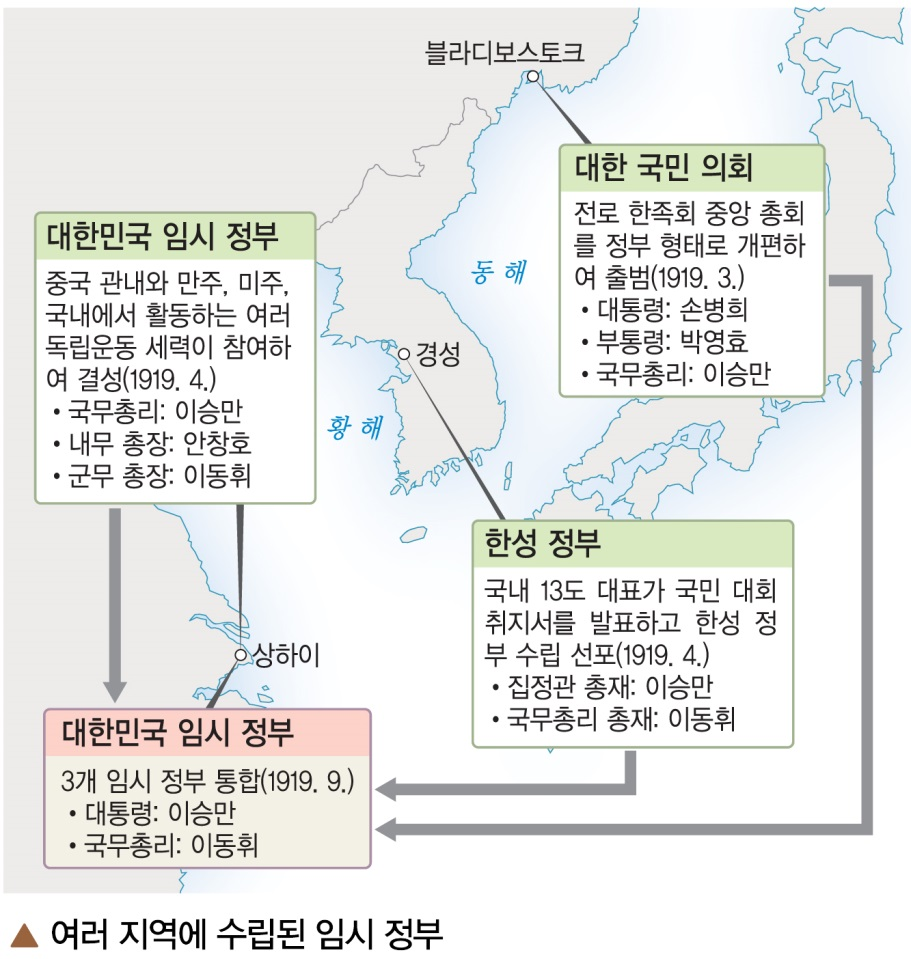 블라디보스토크
대한 국민 의회
전로 한족회 중앙 총회
를 정부 형태로 개편하
여 출범(1919. 3.)
• 대통령: 손병희
• 부통령: 박영효
• 국무총리: 이승만
대한민국 임시 정부
중국 관내와 만주, 미주,
국내에서 활동하는 여러
독립운동 세력이 참여하
여 결성(1919. 4.)
• 국무총리: 이승만
• 내무 총장: 안창호
• 군무 총장: 이동휘
동해
경성
황해
한성 정부
국내 13도 대표가 국민 대회
취지서를 발표하고 한성 정
부 수립 선포(1919. 4.)
• 집정관 총재: 이승만
• 국무총리 총재: 이동휘
상하이
대한민국 임시 정부
3개 임시 정부 통합(1919. 9.)
• 대통령: 이승만
• 국무총리: 이동휘
▲ 여러 지역에 수립된 임시 정부